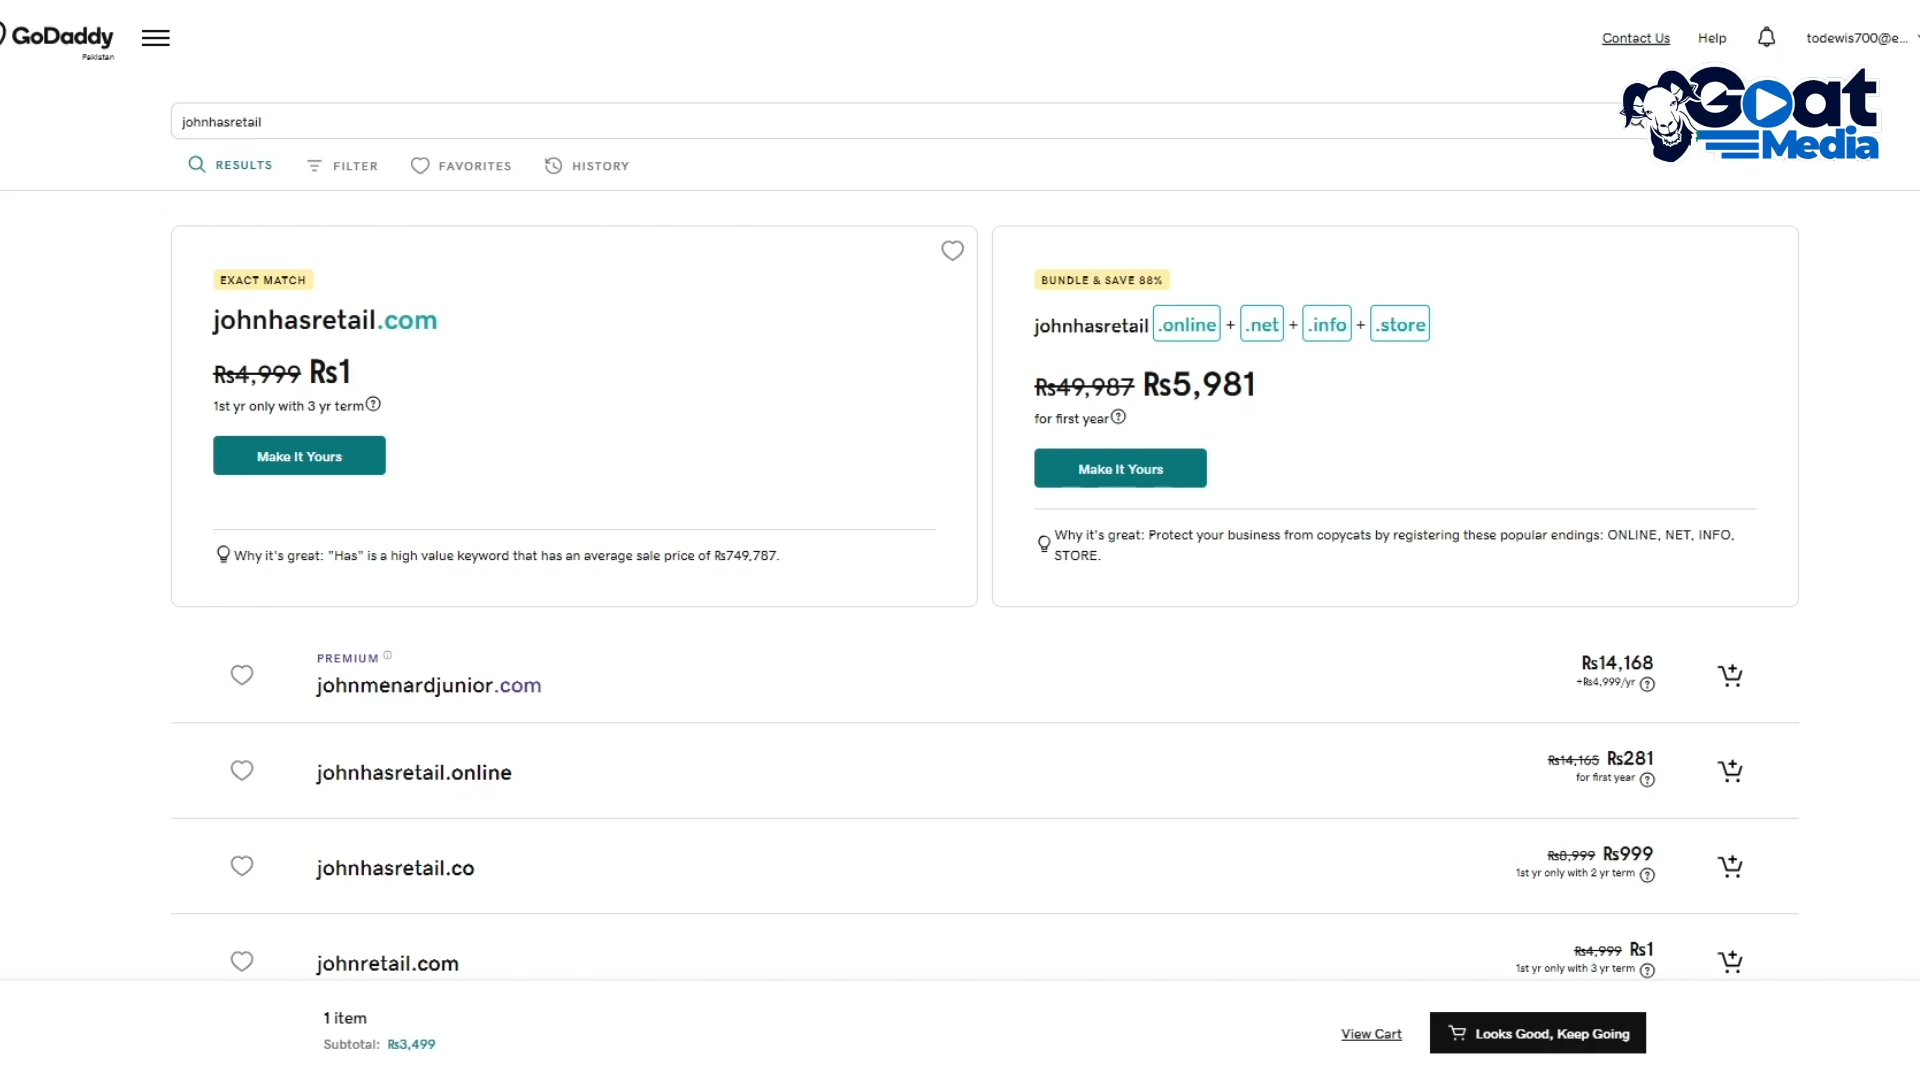 GoDaddy
Pakistan
Contact Us
Help
todewis700@e...
Goat
Media
johnhasretail
RESULTS
FILTER
FAVORITES
HISTORY
EXACT MATCH
johnhasretail.com
Rs4,999 Rs1
1st yr only with 3 yr term
Make It Yours
Why it's great: "Has" is a high value keyword that has an average sale price of Rs749,787.
BUNDLE & SAVE 88%
johnhasretail .online + .net + .info + .store
Rs49,987 Rs5,981
for first year
Make It Yours
Why it's great: Protect your business from copycats by registering these popular endings: ONLINE, NET, INFO,
STORE.
PREMIUM
johnmenardjunior.com
Rs14,168
+Rs4,999/yr
johnhasretail.online
Rs14,165 Rs281
for first year
johnhasretail.co
Rs8,999 Rs999
1st yr only with 2 yr term
johnretail.com
Rs4,999 Rs1
1st yr only with 3 yr term
1 item
Subtotal: Rs3,499
View Cart
Looks Good, Keep Going